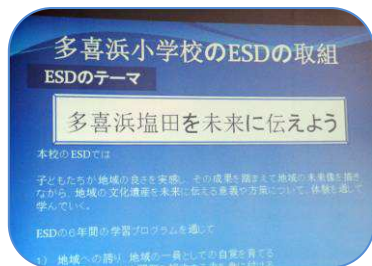 多喜浜小学校のESDの取組
ESDのテーマ
多喜浜塩田を未来に伝えよう
本校のESDでは
子どもたちが地域の良さを実感し、その成果を踏まえて地域の未来像を描き
ながら、地域の文化遺産を未来に伝える意義や方策について、体験を通して
学んでいく。
ESDの6年間の学習プログラムを通じて
1) 地域への誇り、地域の一員としての自覚を育てる